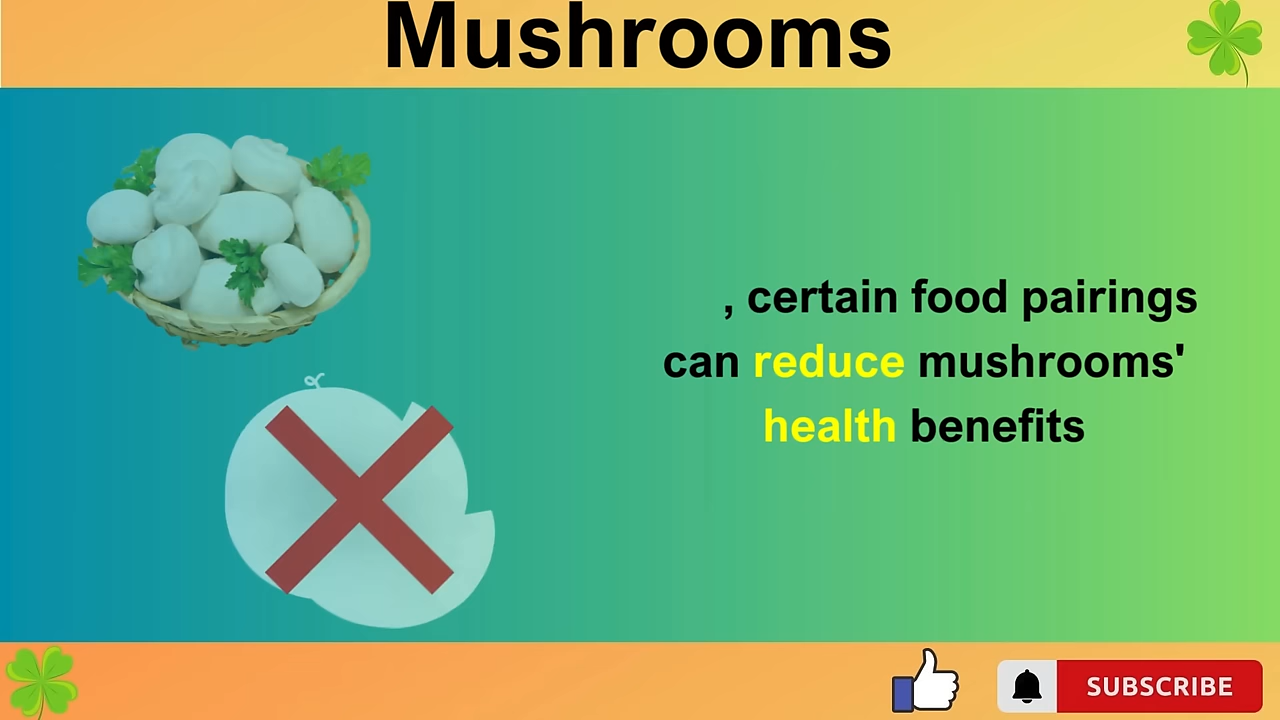 Mushrooms
, certain food pairings
can reduce mushrooms'
health benefits
SUBSCRIBE